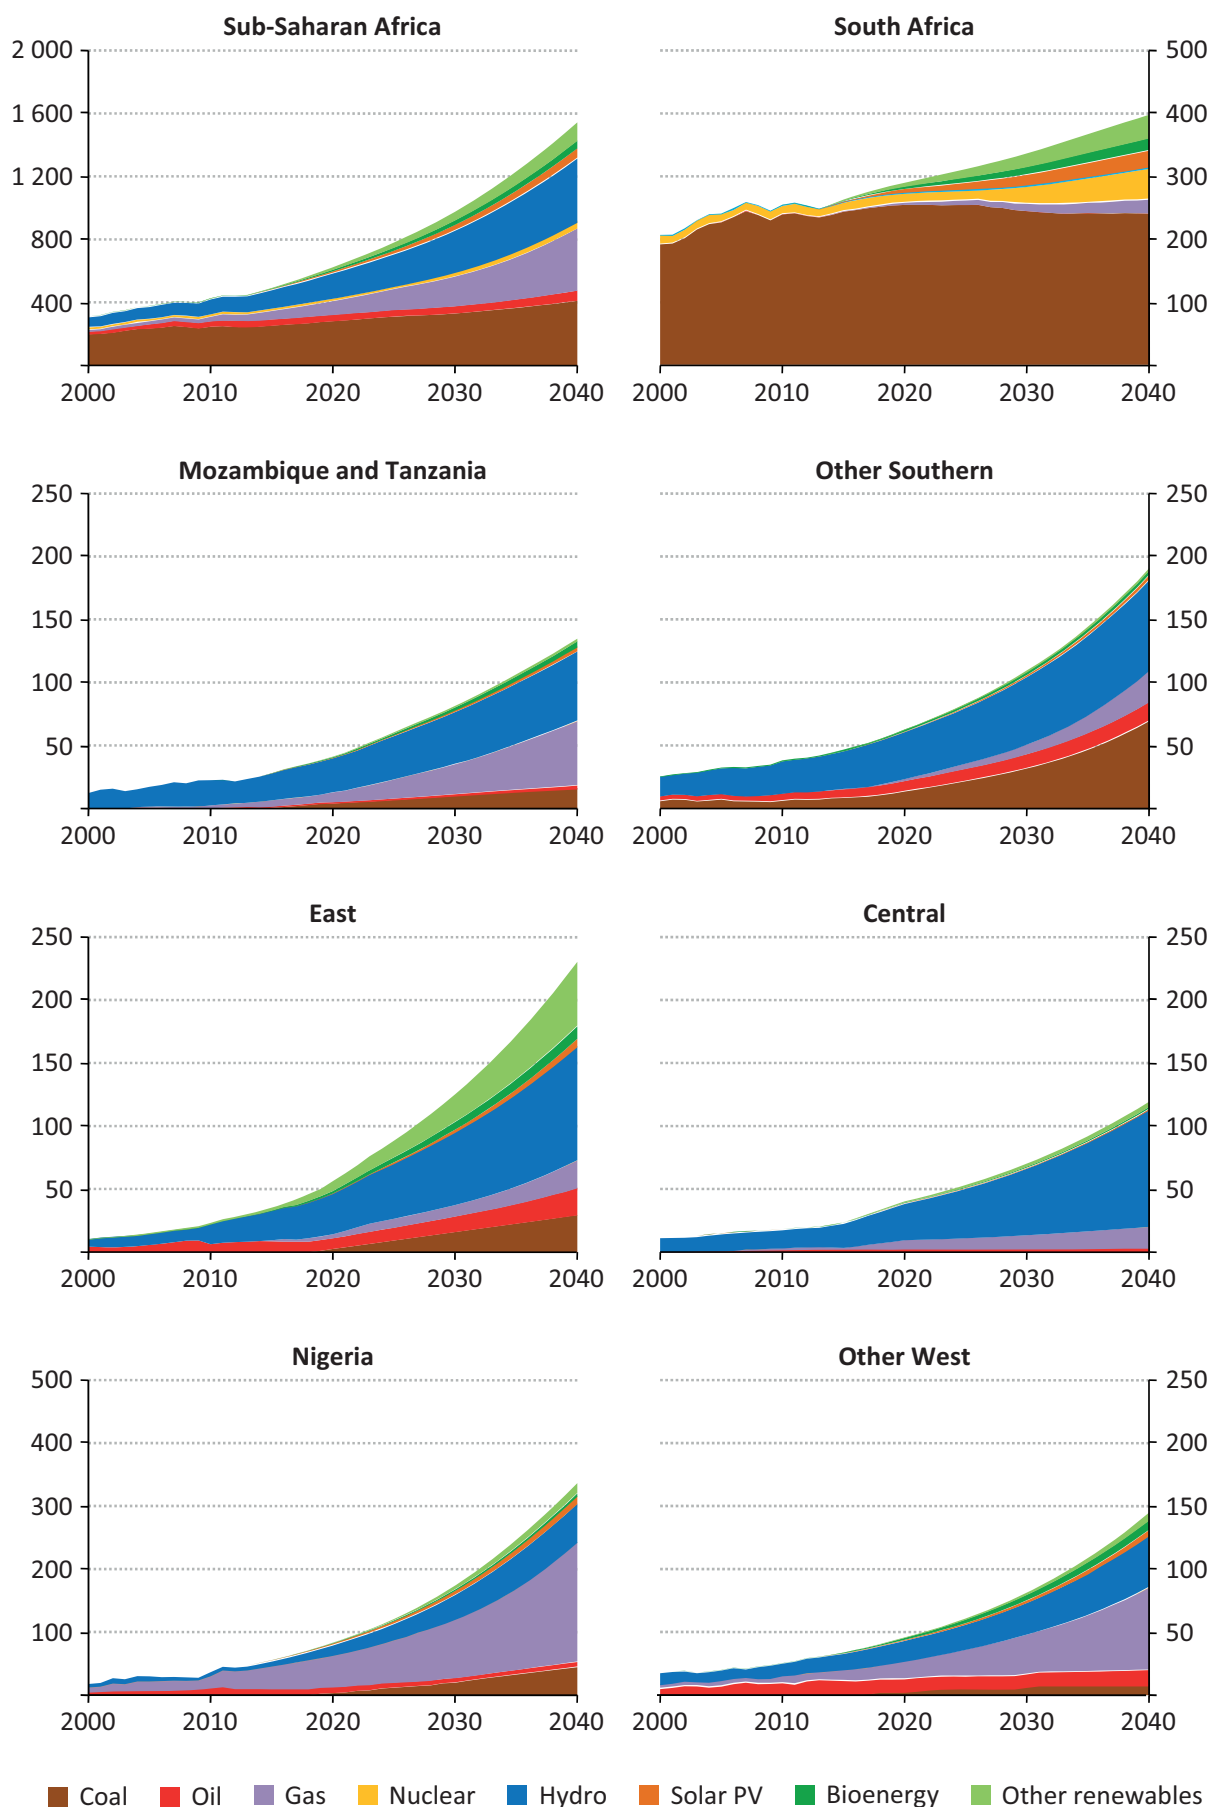 Sub-Saharan Africa
South Africa
2 000
1 600
1 200
800
400
500
400
300
200
100
2000 2010 2020 2030 2040
2000 2010 2020 2030 2040
Mozambique and Tanzania
Other Southern
250
200
150
100
50
250
200
150
100
50
2000 2010 2020 2030 2040
2000 2010 2020 2030 2040
East
Central
250
200
150
100
50
250
200
150
100
50
2000 2010 2020 2030 2040
2000 2010 2020 2030 2040
Nigeria
Other West
500
400
300
200
100
250
200
150
100
50
2000 2010 2020 2030 2040
2000 2010 2020 2030 2040
Coal Oil Gas Nuclear Hydro Solar PV Bioenergy Other renewables